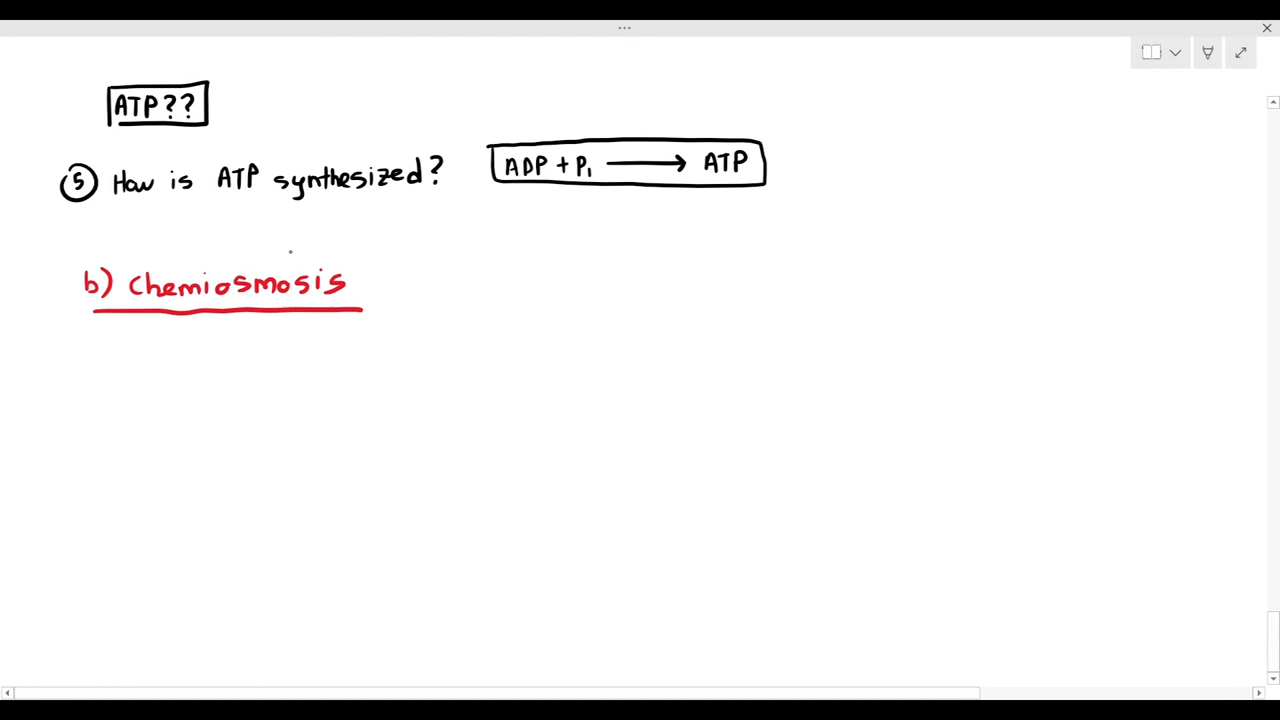 ATP??
⑤ How is ATP synthesized?
ADP + Pi ⟶ ATP
b) Chemiosmosis